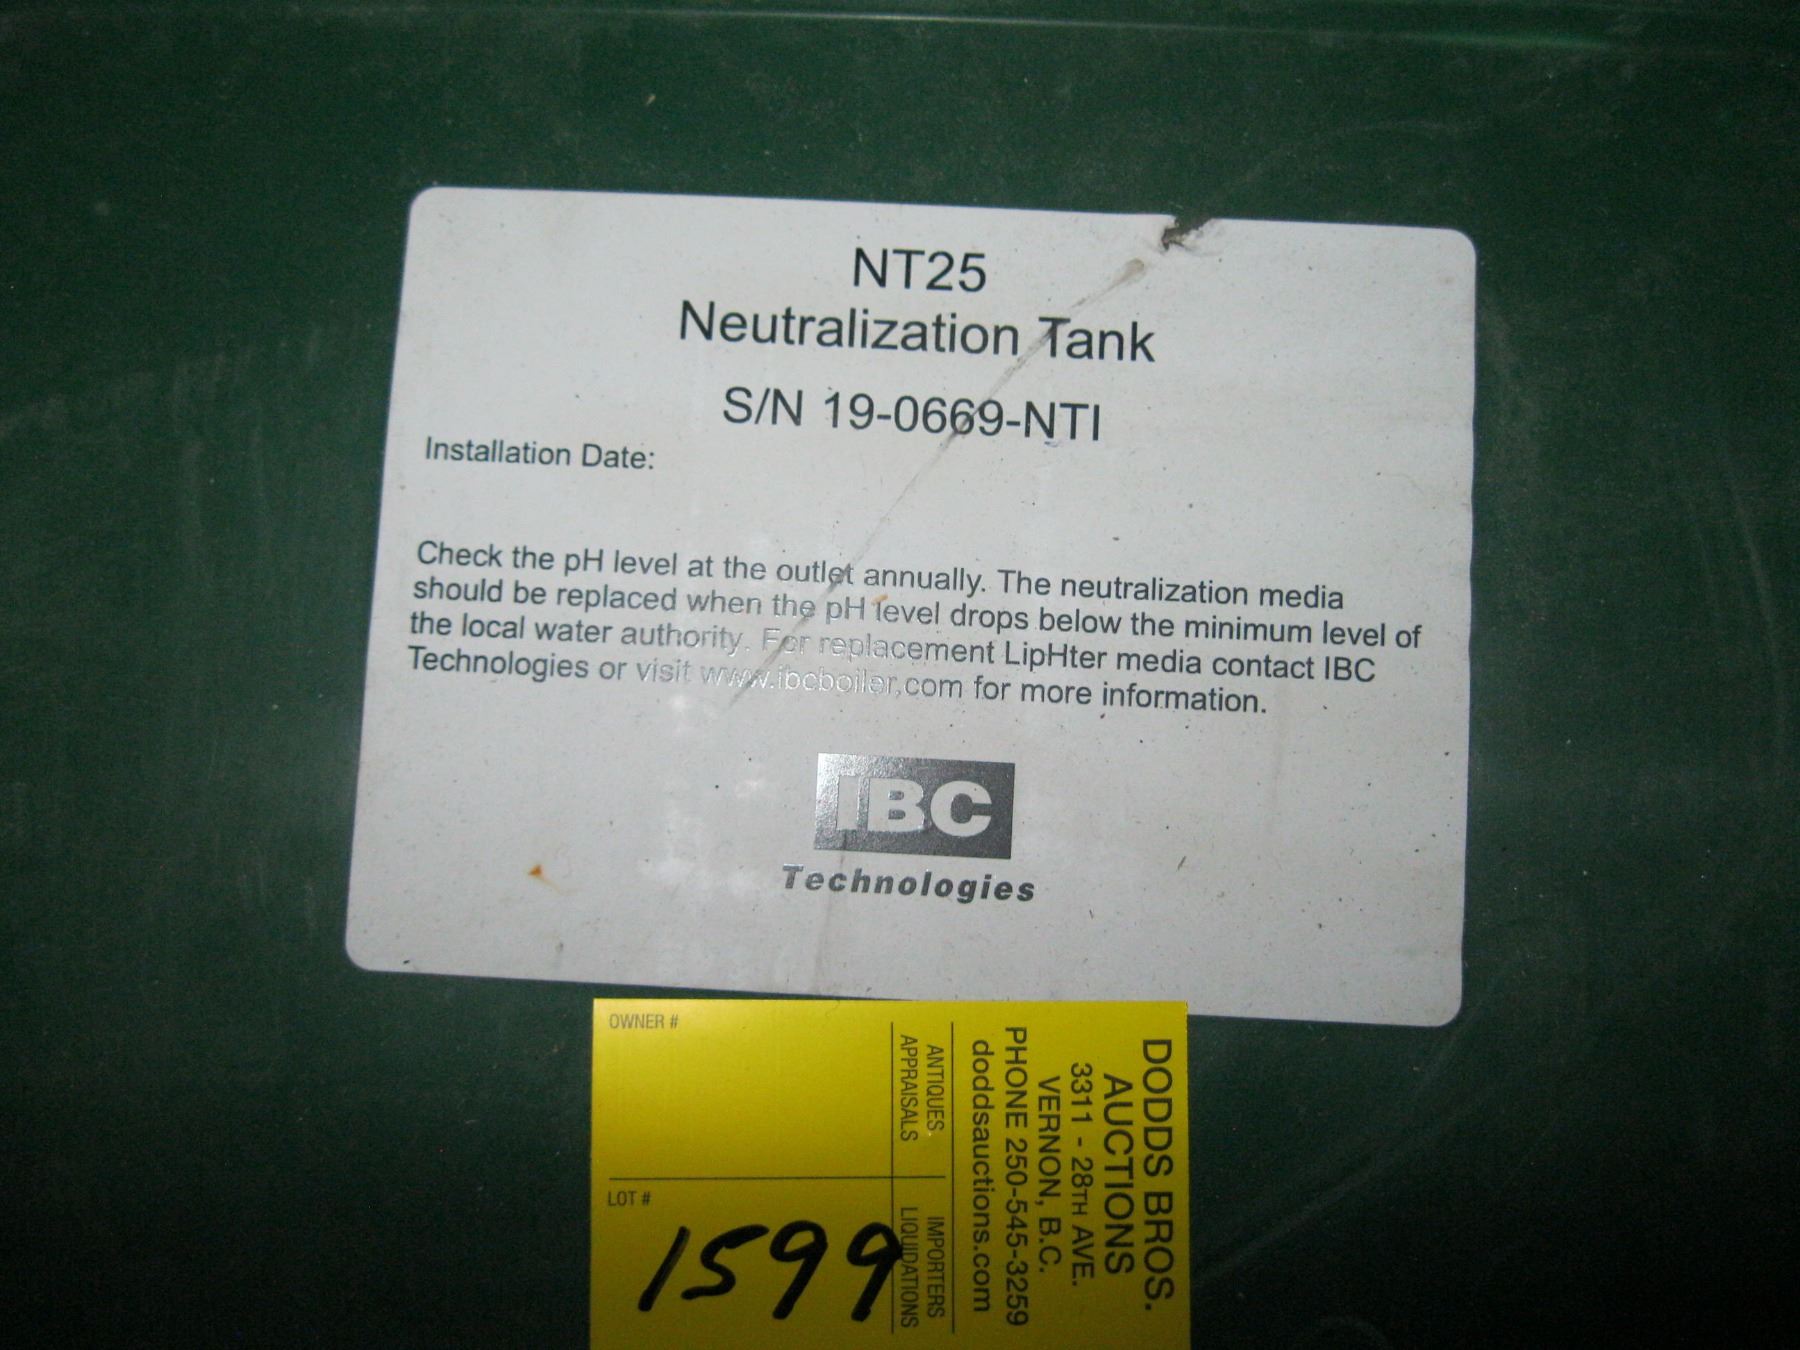 NT25
Neutralization Tank
S/N 19-0669-NTI
Installation Date:
Check the pH level at the outlet annually. The neutralization media
should be replaced when the pH level drops below the minimum level of
the local water authority. For replacement LipHter media contact IBC
Technologies or visit www.ibcboiler.com for more information.
IBC
Technologies
DODDS BROS.
AUCTIONS
3311 - 28TH AVE.
VERNON, B.C.
PHONE 250-545-3259
doddsauctions.com
ANTIQUES
APPRAISALS
IMPORTERS
LIQUIDATIONS
OWNER #
LOT #
1599